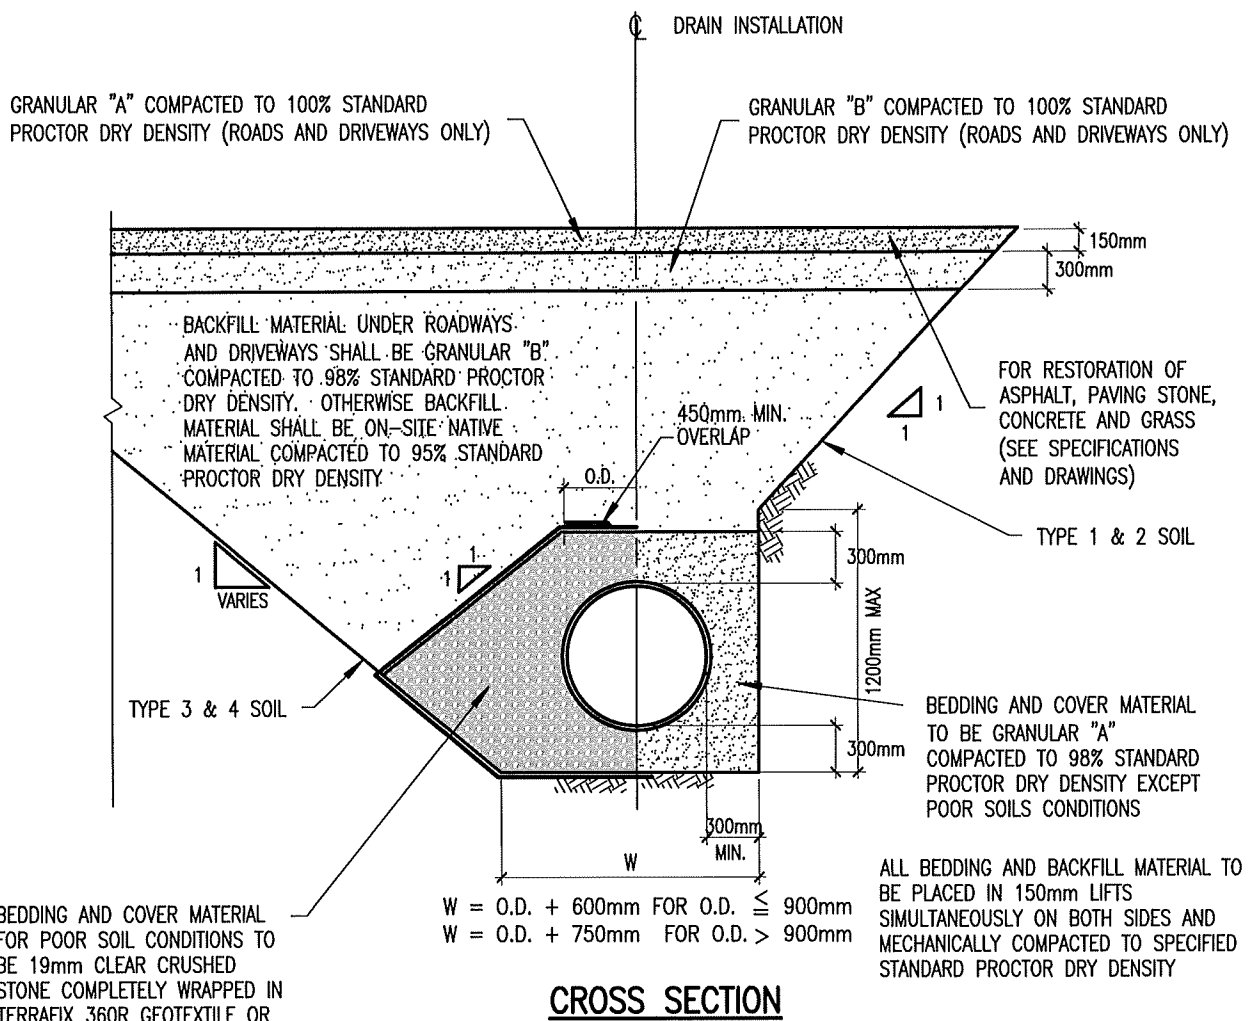 ℄ DRAIN INSTALLATION
GRANULAR "A" COMPACTED TO 100% STANDARD
PROCTOR DRY DENSITY (ROADS AND DRIVEWAYS ONLY)
GRANULAR "B" COMPACTED TO 100% STANDARD
PROCTOR DRY DENSITY (ROADS AND DRIVEWAYS ONLY)
150mm
300mm
BACKFILL MATERIAL UNDER ROADWAYS
AND DRIVEWAYS SHALL BE GRANULAR "B"
COMPACTED TO 98% STANDARD PROCTOR
DRY DENSITY. OTHERWISE BACKFILL
MATERIAL SHALL BE ON-SITE NATIVE
MATERIAL COMPACTED TO 95% STANDARD
PROCTOR DRY DENSITY
450mm MIN.
OVERLAP
O.D.
1
1
FOR RESTORATION OF
ASPHALT, PAVING STONE,
CONCRETE AND GRASS
(SEE SPECIFICATIONS
AND DRAWINGS)
TYPE 1 & 2 SOIL
1
VARIES
1
1
300mm
1200mm MAX
300mm
TYPE 3 & 4 SOIL
BEDDING AND COVER MATERIAL
TO BE GRANULAR "A"
COMPACTED TO 98% STANDARD
PROCTOR DRY DENSITY EXCEPT
POOR SOILS CONDITIONS
300mm
MIN.
W
W = O.D. + 600mm FOR O.D. ≦ 900mm
W = O.D. + 750mm FOR O.D. > 900mm
ALL BEDDING AND BACKFILL MATERIAL TO
BE PLACED IN 150mm LIFTS
SIMULTANEOUSLY ON BOTH SIDES AND
MECHANICALLY COMPACTED TO SPECIFIED
STANDARD PROCTOR DRY DENSITY
BEDDING AND COVER MATERIAL
FOR POOR SOIL CONDITIONS TO
BE 19mm CLEAR CRUSHED
STONE COMPLETELY WRAPPED IN
TERRAFIX 360R GEOTEXTILE OR
CROSS SECTION